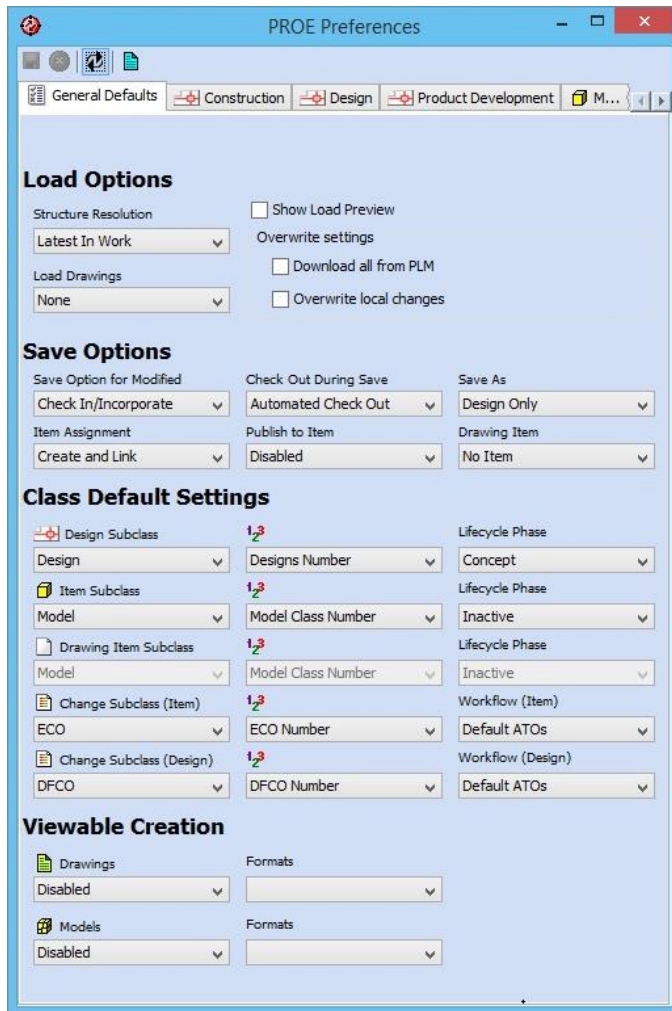 PROE Preferences
General Defaults Construction Design Product Development M...
Load Options
Structure Resolution Show Load Preview
Latest In Work Overwrite settings
Download all from PLM
Load Drawings
None Overwrite local changes
Save Options
Save Option for Modified Check Out During Save Save As
Check In/Incorporate Automated Check Out Design Only
Item Assignment Publish to Item Drawing Item
Create and Link Disabled No Item
Class Default Settings
Design Subclass 123 Lifecycle Phase
Design Designs Number Concept
Item Subclass 123 Lifecycle Phase
Model Model Class Number Inactive
Drawing Item Subclass 123 Lifecycle Phase
Model Model Class Number Inactive
Change Subclass (Item) 123 Workflow (Item)
ECO ECO Number Default ATOs
Change Subclass (Design) 123 Workflow (Design)
DFCO DFCO Number Default ATOs
Viewable Creation
Drawings Formats
Disabled
Models Formats
Disabled